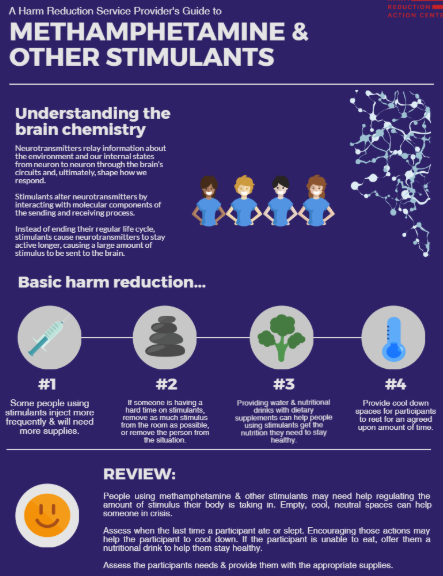 A Harm Reduction Service Provider's Guide to
REDUCTION
ACTION CENT
METHAMPHETAMINE &
OTHER STIMULANTS
Understanding the
brain chemistry
Neurotransmitters relay information about
the environment and our internal states
from neuron to neuron through the brain's
circuits and, ultimately, shape how we
respond.
Stimulants alter neurotransmitters by
interacting with molecular components of
the sending and receiving process.
Instead of ending their regular life cycle,
stimulants cause neurotransmitters to stay
active longer, causing a large amount of
stimulus to be sent to the brain.
Basic harm reduction...
#1
Some people using
stimulants inject more
frequently & will need
more supplies.
#2
If someone is having a
hard time on stimulants,
remove as much stimulus
from the room as possible,
or remove the person from
the situation.
#3
Providing water & nutritional
drinks with dietary
supplements can help people
using stimulants get the
nutrition they need to stay
healthy.
#4
Provide cool down
spaces for participants
to rest for an agreed
upon amount of time.
REVIEW:
People using methamphetamine & other stimulants may need help regulating the
amount of stimulus their body is taking in. Empty, cool, neutral spaces can help
someone in crisis.
Assess when the last time a participant ate or slept. Encouraging those actions may
help the participant to cool down. If the participant is unable to eat, offer them a
nutritional drink to help them stay healthy.
Assess the participants needs & provide them with the appropriate supplies.